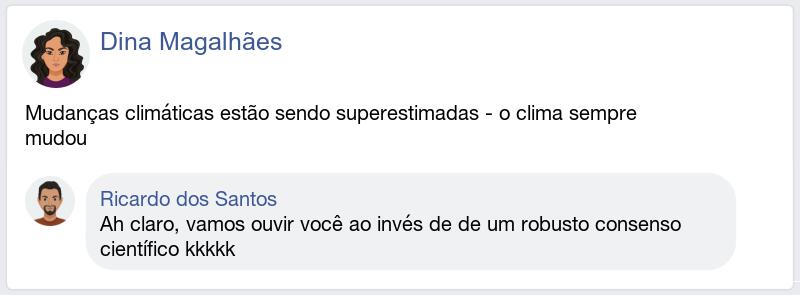 Dina Magalhães
Mudanças climáticas estão sendo superestimadas - o clima sempre
mudou
Ricardo dos Santos
Ah claro, vamos ouvir você ao invés de de um robusto consenso
científico kkkkk